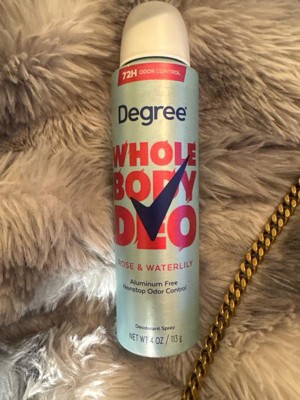 72H ODOR CONTROL
Degree
WHOLE
BODY
DEO
ROSE & WATERLILY
Aluminum Free
Nonstop Odor Control
Deodorant Spray
NET WT 4 OZ / 113 g